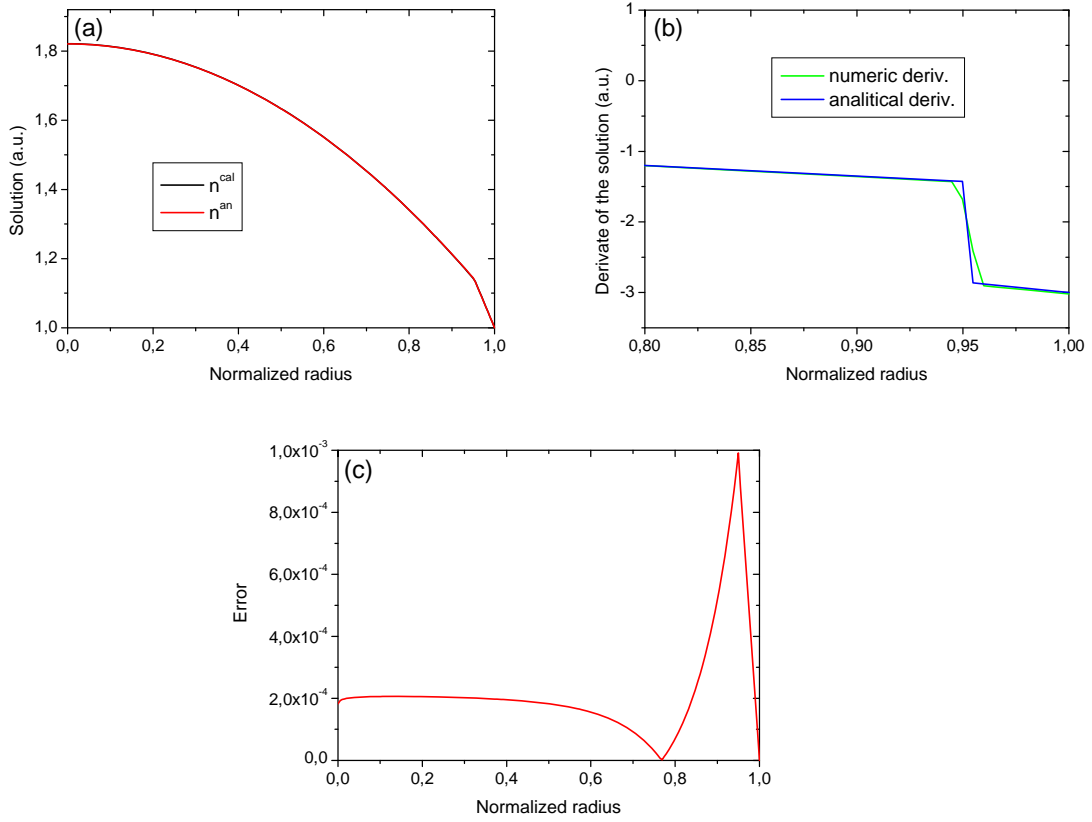 (a)
Solution (a.u.)
1,8
1,6
1,4
1,2
1,0
n^cal
n^an
0,0 0,2 0,4 0,6 0,8 1,0
Normalized radius
(b)
Derivate of the solution (a.u.)
1
0
-1
-2
-3
numeric deriv.
analitical deriv.
0,80 0,85 0,90 0,95 1,00
Normalized radius
(c)
Error
1,0x10^-3
8,0x10^-4
6,0x10^-4
4,0x10^-4
2,0x10^-4
0,0
0,0 0,2 0,4 0,6 0,8 1,0
Normalized radius